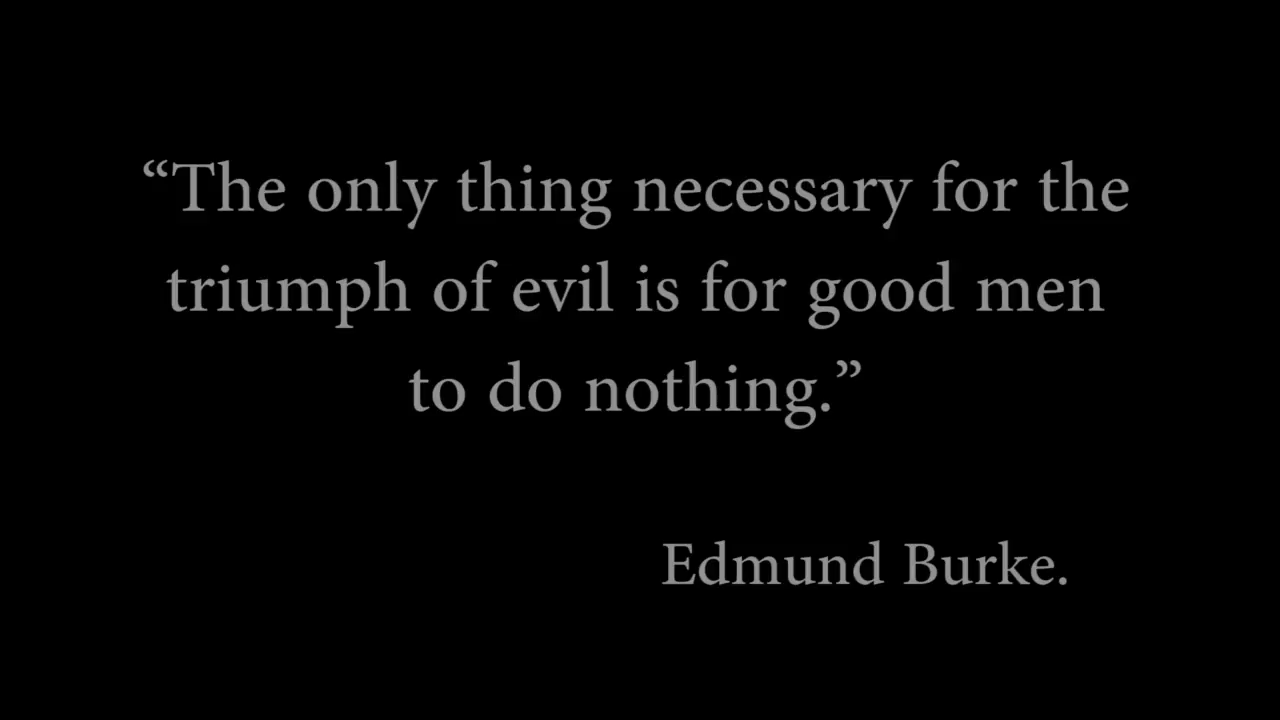 “The only thing necessary for the
triumph of evil is for good men
to do nothing.”
Edmund Burke.